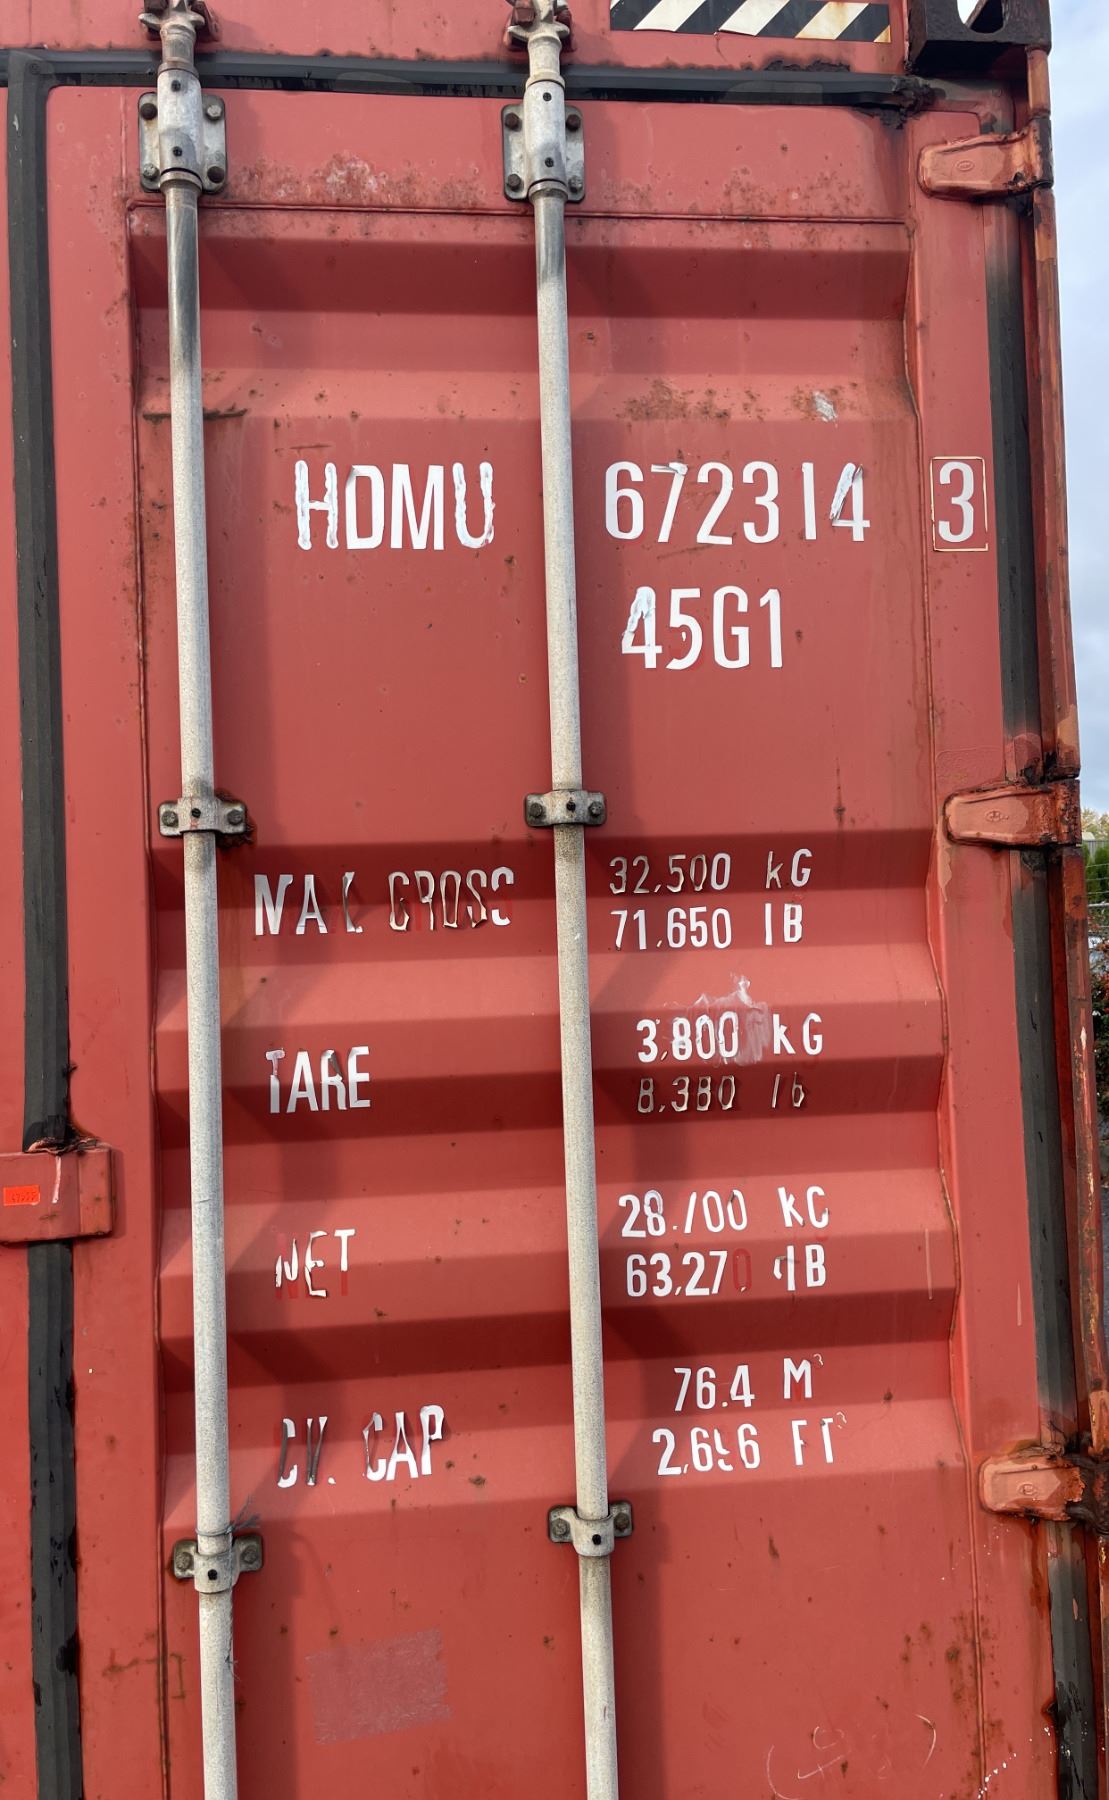 HDMU 672314 3
45G1
MAX. GROSS 32,500 KG
71,650 LB
TARE 3,800 KG
8,380 lb
NET 28,700 KG
63,270 LB
CU. CAP 76.4 M³
2,696 FT³